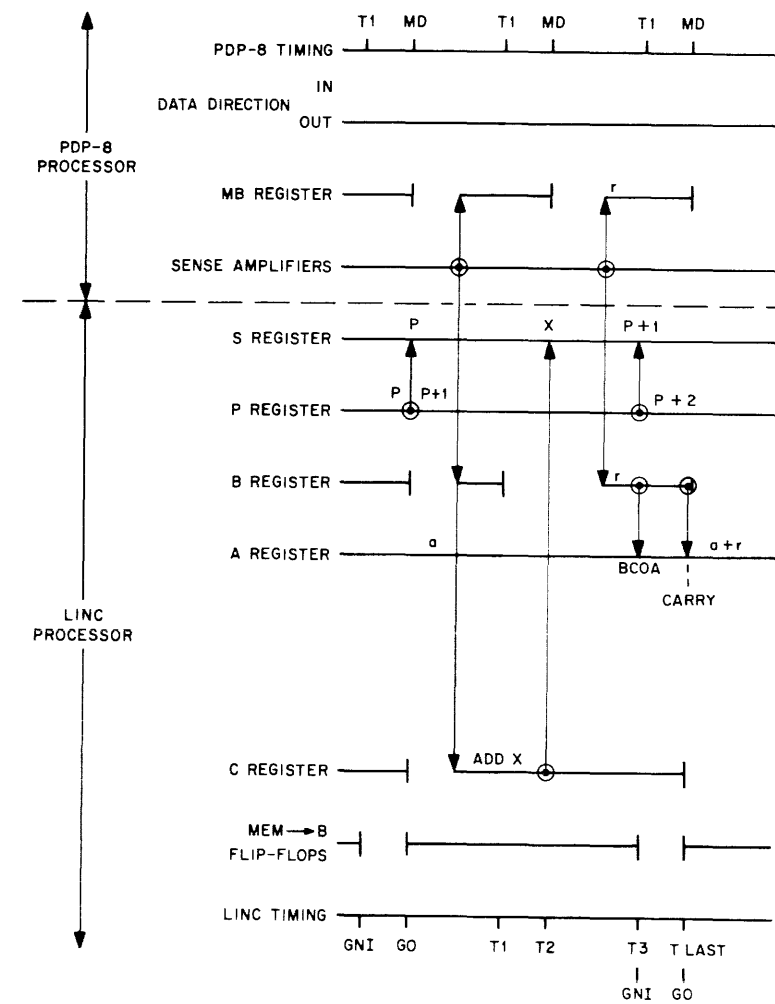 T1 MD T1 MD T1 MD
PDP-8 TIMING
IN
DATA DIRECTION
OUT
PDP-8
PROCESSOR
MB REGISTER r
SENSE AMPLIFIERS
P X P+1
S REGISTER
P P+1 P+2
P REGISTER
B REGISTER r
a a+r
A REGISTER
BCOA
CARRY
LINC
PROCESSOR
ADD X
C REGISTER
MEM→B
FLIP-FLOPS
LINC TIMING
GNI GO T1 T2 T3 T LAST
GNI GO